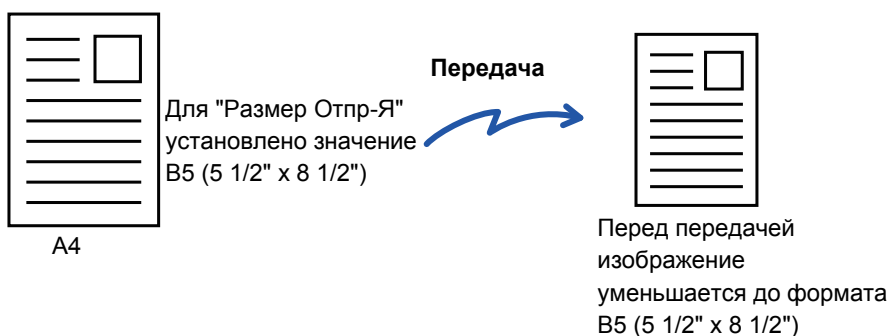 Передача
Для "Размер Отпр-Я"
установлено значение
B5 (5 1/2" x 8 1/2")
A4
Перед передачей
изображение
уменьшается до формата
B5 (5 1/2" x 8 1/2")